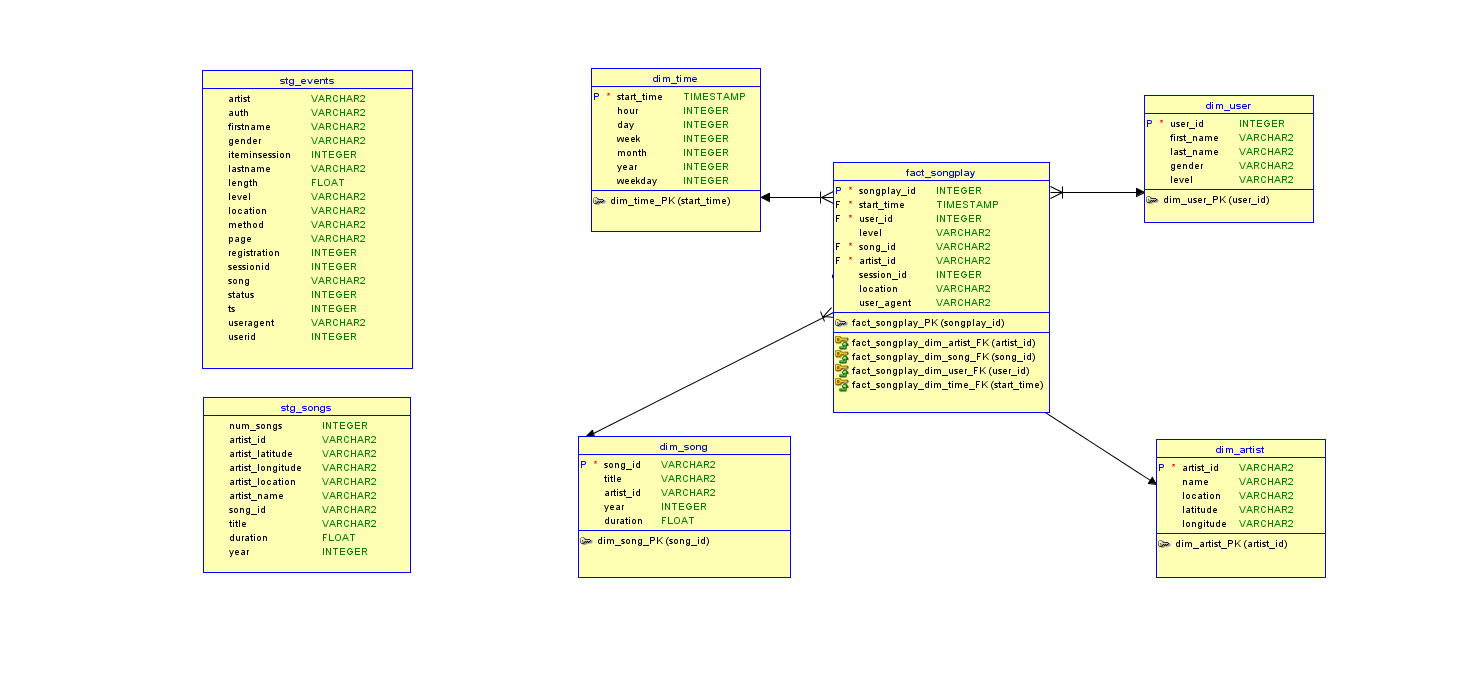 stg_events
artist VARCHAR2
auth VARCHAR2
firstname VARCHAR2
gender VARCHAR2
iteminsession INTEGER
lastname VARCHAR2
length FLOAT
level VARCHAR2
location VARCHAR2
method VARCHAR2
page VARCHAR2
registration INTEGER
sessionid INTEGER
song VARCHAR2
status INTEGER
ts INTEGER
useragent VARCHAR2
userid INTEGER
stg_songs
num_songs INTEGER
artist_id VARCHAR2
artist_latitude VARCHAR2
artist_longitude VARCHAR2
artist_location VARCHAR2
artist_name VARCHAR2
song_id VARCHAR2
title VARCHAR2
duration FLOAT
year INTEGER
dim_time
P * start_time TIMESTAMP
hour INTEGER
day INTEGER
week INTEGER
month INTEGER
year INTEGER
weekday INTEGER
dim_time_PK (start_time)
fact_songplay
P * songplay_id INTEGER
F * start_time TIMESTAMP
F * user_id INTEGER
level VARCHAR2
F * song_id VARCHAR2
F * artist_id VARCHAR2
session_id INTEGER
location VARCHAR2
user_agent VARCHAR2
fact_songplay_PK (songplay_id)
fact_songplay_dim_artist_FK (artist_id)
fact_songplay_dim_song_FK (song_id)
fact_songplay_dim_user_FK (user_id)
fact_songplay_dim_time_FK (start_time)
dim_user
P * user_id INTEGER
first_name VARCHAR2
last_name VARCHAR2
gender VARCHAR2
level VARCHAR2
dim_user_PK (user_id)
dim_song
P * song_id VARCHAR2
title VARCHAR2
artist_id VARCHAR2
year INTEGER
duration FLOAT
dim_song_PK (song_id)
dim_artist
P * artist_id VARCHAR2
name VARCHAR2
location VARCHAR2
latitude VARCHAR2
longitude VARCHAR2
dim_artist_PK (artist_id)